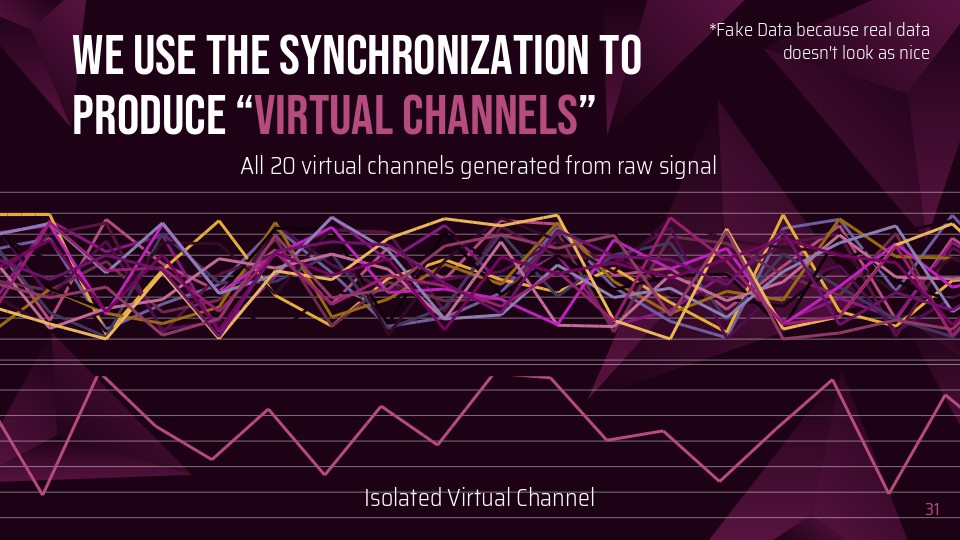 WE USE THE SYNCHRONIZATION TO
PRODUCE “VIRTUAL CHANNELS”
*Fake Data because real data
doesn't look as nice
All 20 virtual channels generated from raw signal
Isolated Virtual Channel
31